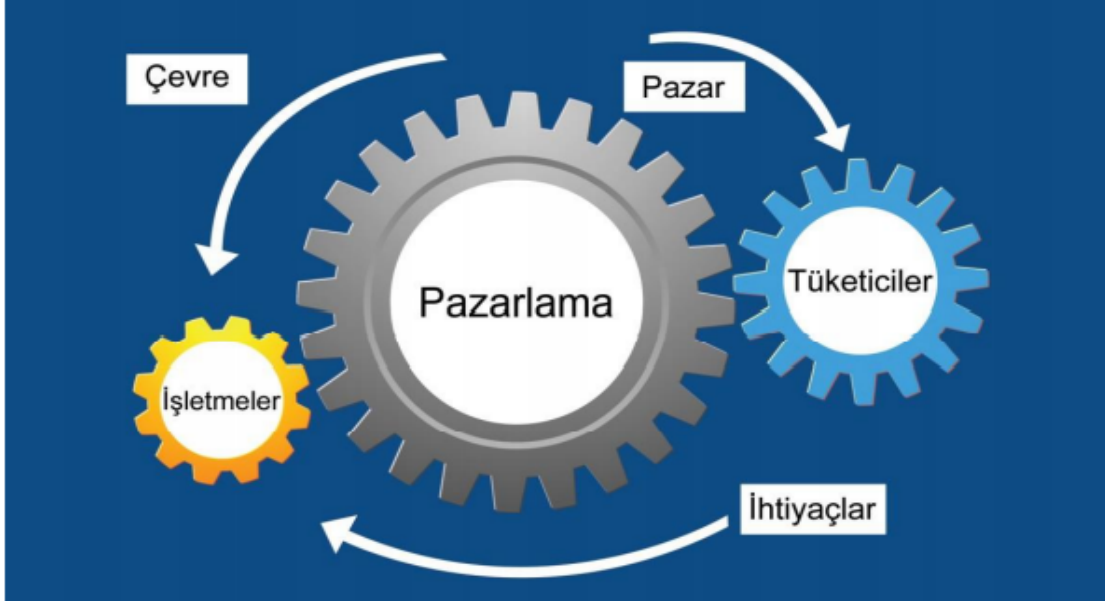 Çevre
Pazar
Pazarlama
Tüketiciler
İşletmeler
İhtiyaçlar